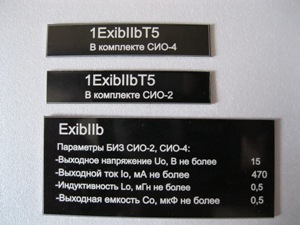 1ExibIIbT5
В комплекте СИО-4
1ExibIIbT5
В комплекте СИО-2
ExibIIb
Параметры БИЗ СИО-2, СИО-4:
-Выходное напряжение Uo, В не более 15
-Выходной ток Io, мА не более 470
-Индуктивность Lo, мГн не более 0,5
-Выходная емкость Co, мкФ не более 0,5